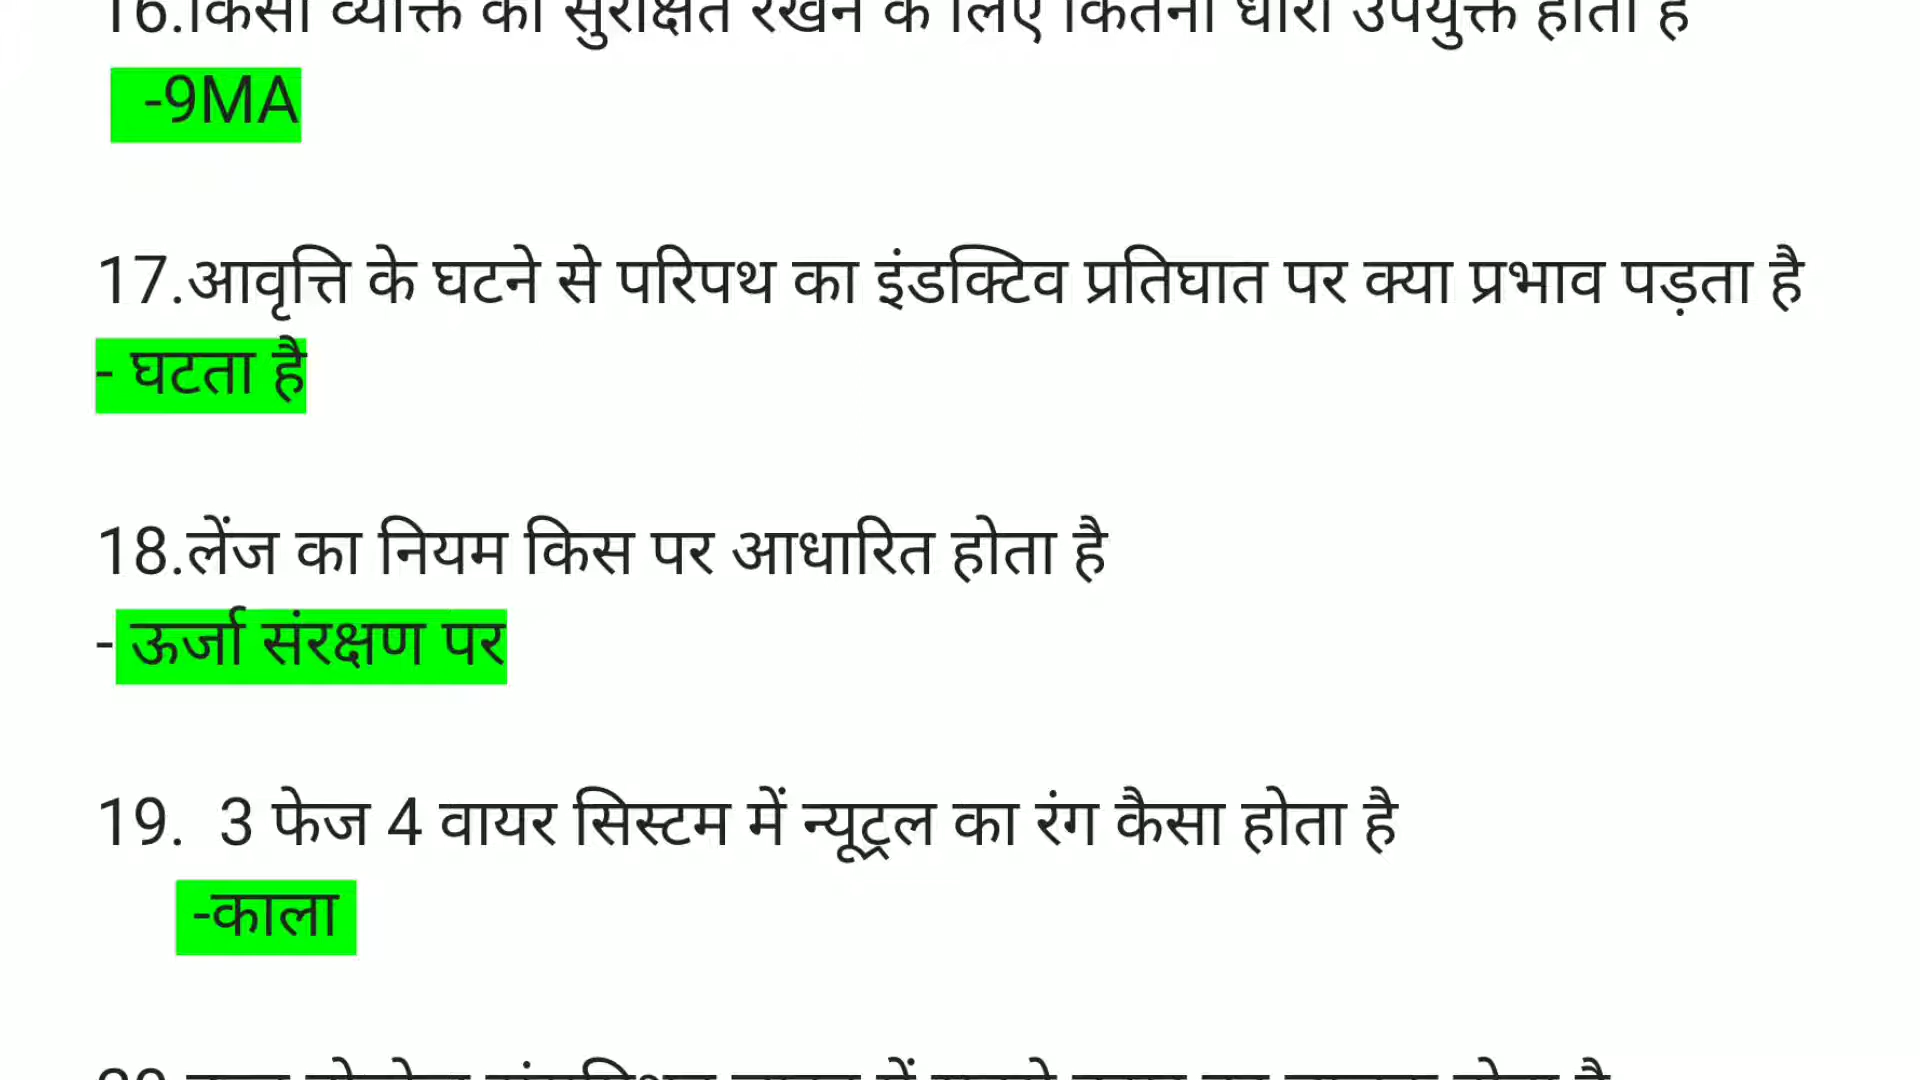 16.किसी व्यक्ति को सुरक्षित रखने के लिए कितनी धारा उपयुक्त होती है
-9MA
17.आवृत्ति के घटने से परिपथ का इंडक्टिव प्रतिघात पर क्या प्रभाव पड़ता है
- घटता है
18.लेंज का नियम किस पर आधारित होता है
- ऊर्जा संरक्षण पर
19. 3 फेज 4 वायर सिस्टम में न्यूट्रल का रंग कैसा होता है
-काला